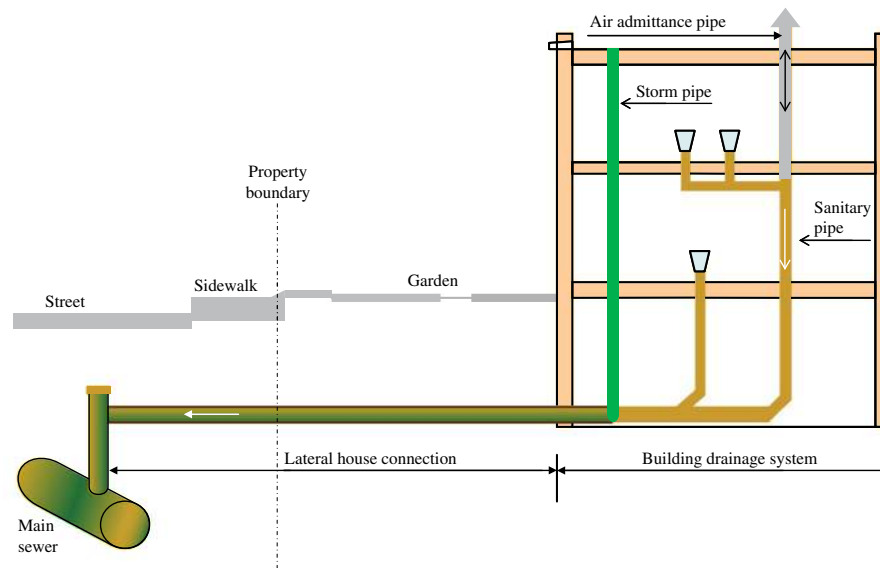 Air admittance pipe
Storm pipe
Property
boundary
Sanitary
pipe
Sidewalk
Garden
Street
Lateral house connection
Building drainage system
Main
sewer